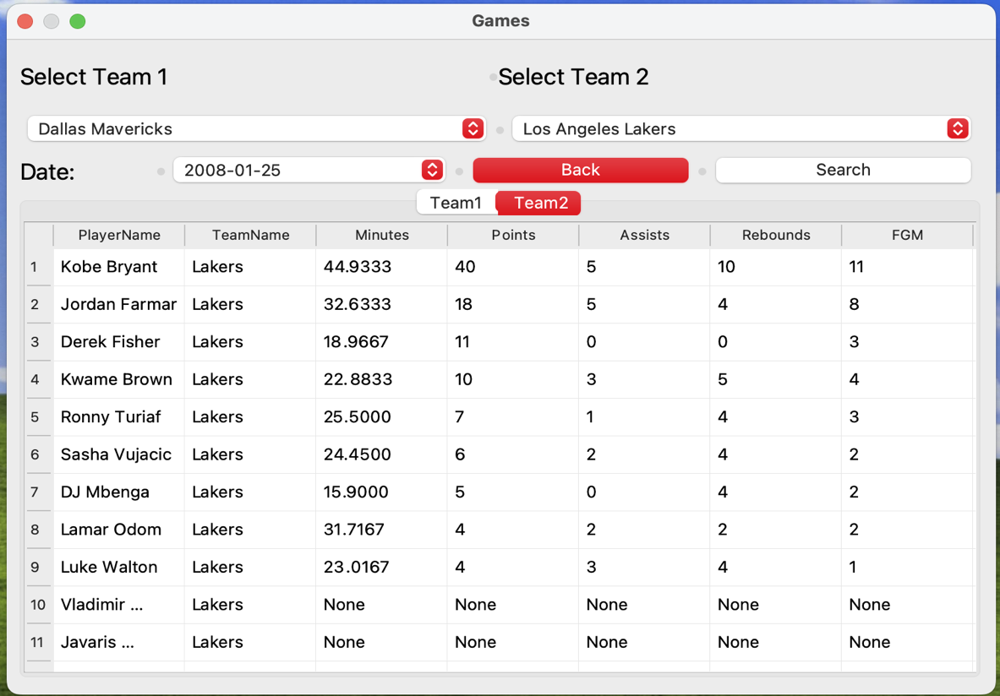 Games
Select Team 1 Select Team 2
Dallas Mavericks Los Angeles Lakers
Date: 2008-01-25 Back Search
Team1 Team2
PlayerName TeamName Minutes Points Assists Rebounds FGM
1 Kobe Bryant Lakers 44.9333 40 5 10 11
2 Jordan Farmar Lakers 32.6333 18 5 4 8
3 Derek Fisher Lakers 18.9667 11 0 0 3
4 Kwame Brown Lakers 22.8833 10 3 5 4
5 Ronny Turiaf Lakers 25.5000 7 1 4 3
6 Sasha Vujacic Lakers 24.4500 6 2 4 2
7 DJ Mbenga Lakers 15.9000 5 0 4 2
8 Lamar Odom Lakers 31.7167 4 2 2 2
9 Luke Walton Lakers 23.0167 4 3 4 1
10 Vladimir ... Lakers None None None None None
11 Javaris ... Lakers None None None None None